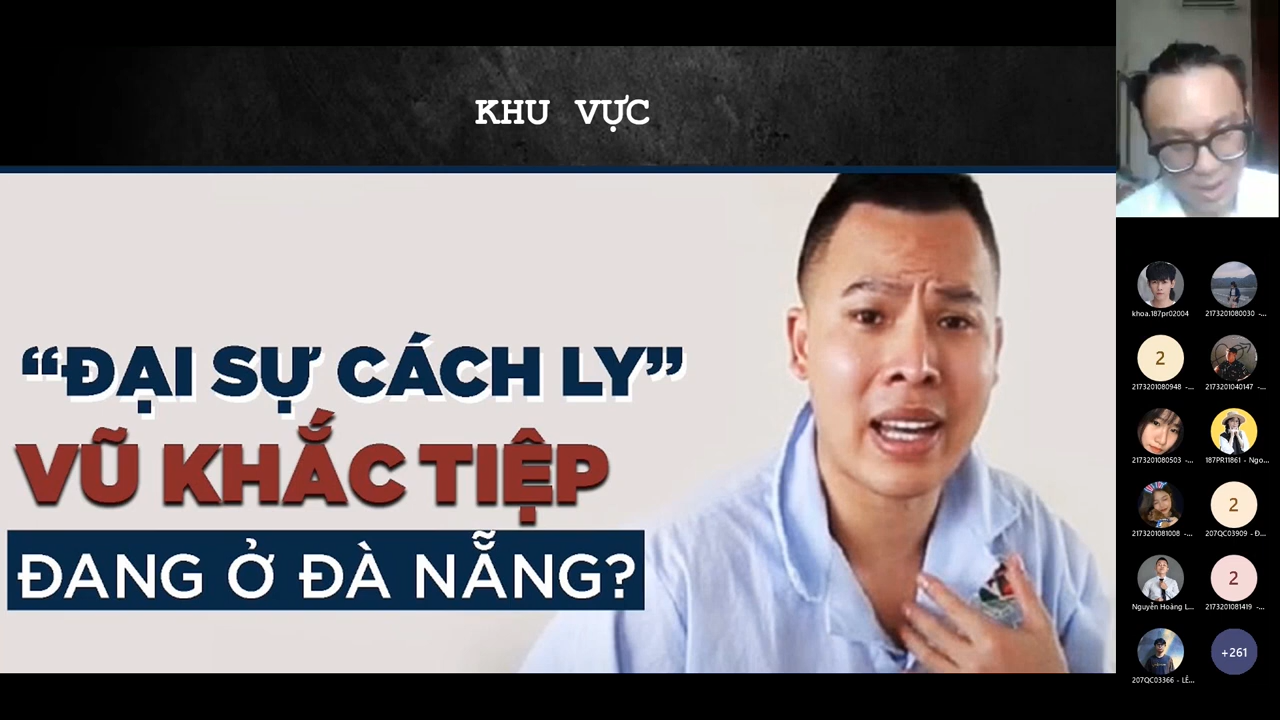 KHU VỰC
“ĐẠI SỰ CÁCH LY”
VŨ KHẮC TIỆP
ĐANG Ở ĐÀ NẴNG?
khoa.187pr02004
2173201080030 -...
2
2173201080948 -...
2173201040147 -...
2173201080503 -...
187PR11861 - Ngo...
2173201081008 -...
2
207QC03909 - Đ...
Nguyễn Hoàng L...
2
2173201081419 -...
207QC03366 - LÊ...
+261